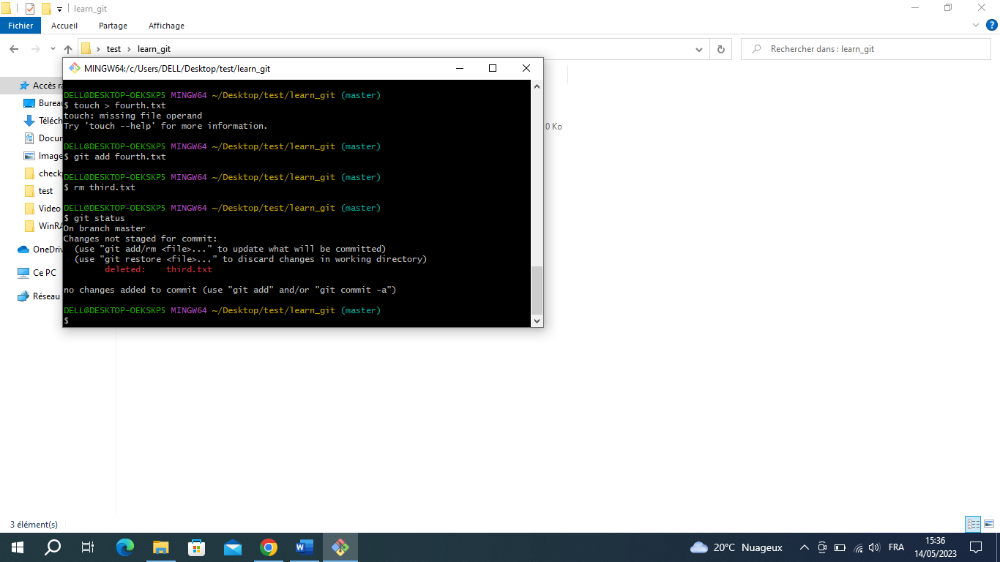 learn_git
Fichier Accueil Partage Affichage
test learn_git
Rechercher dans : learn_git
MINGW64:/c/Users/DELL/Desktop/test/learn_git
Accès ra
Bureau
Téléch
Docum
Image
check
test
Video
WinRA
OneDriv
Ce PC
Réseau
0 Ko
DELL@DESKTOP-OEKSKP5 MINGW64 ~/Desktop/test/learn_git (master)
$ touch > fourth.txt
touch: missing file operand
Try 'touch --help' for more information.
DELL@DESKTOP-OEKSKP5 MINGW64 ~/Desktop/test/learn_git (master)
$ git add fourth.txt
DELL@DESKTOP-OEKSKP5 MINGW64 ~/Desktop/test/learn_git (master)
$ rm third.txt
DELL@DESKTOP-OEKSKP5 MINGW64 ~/Desktop/test/learn_git (master)
$ git status
On branch master
Changes not staged for commit:
(use "git add/rm <file>..." to update what will be committed)
(use "git restore <file>..." to discard changes in working directory)
deleted: third.txt
no changes added to commit (use "git add" and/or "git commit -a")
DELL@DESKTOP-OEKSKP5 MINGW64 ~/Desktop/test/learn_git (master)
$
3 élément(s)
20°C Nuageux
FRA
15:36
14/05/2023